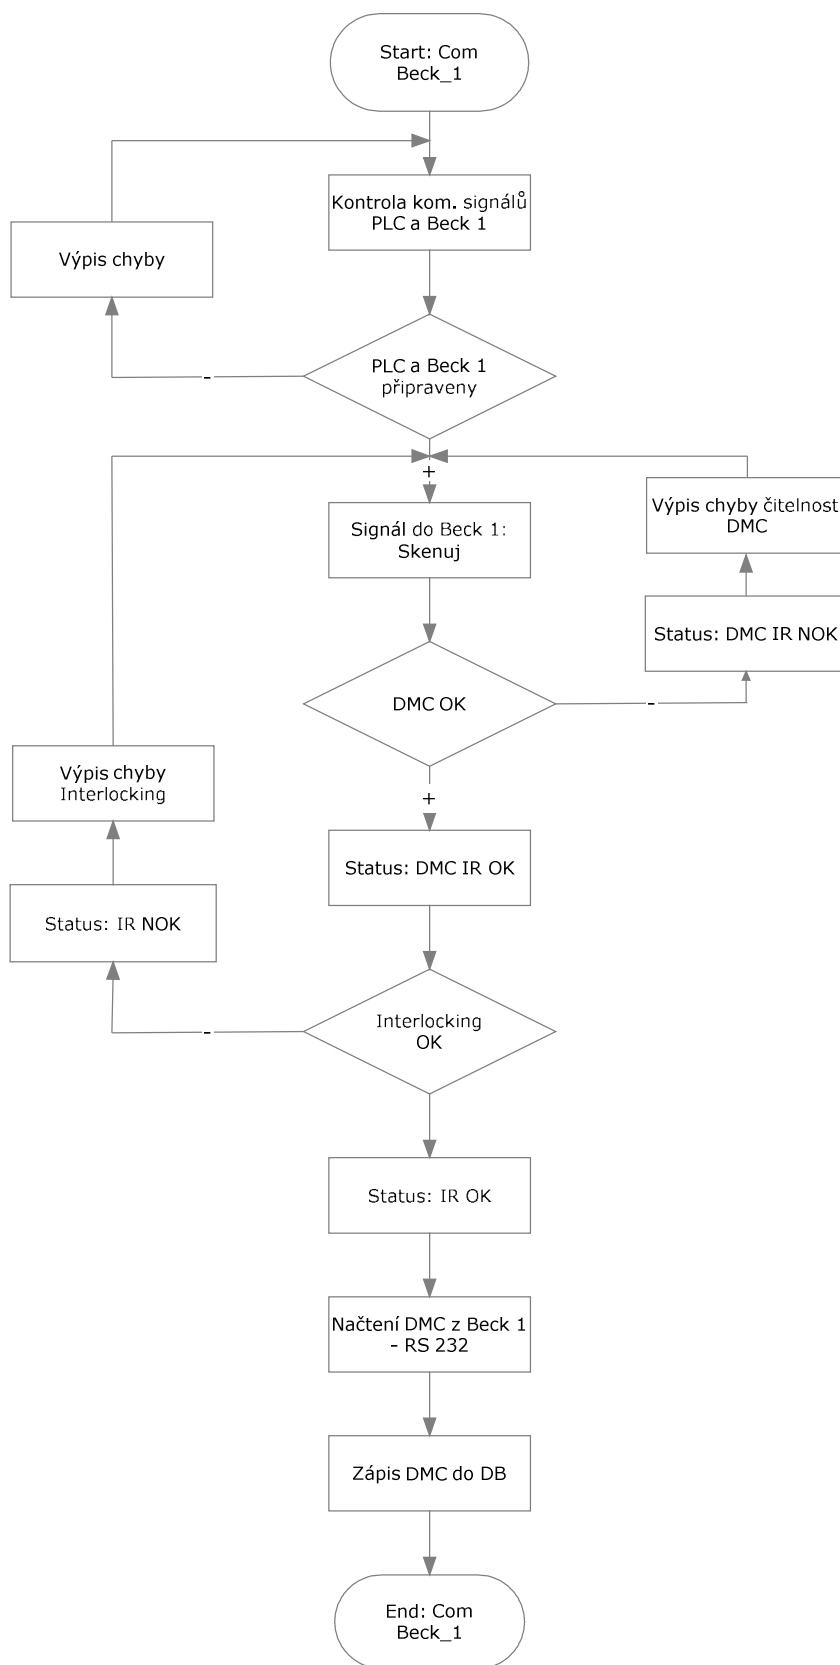 Start: Com
Beck_1
Kontrola kom. signálů
PLC a Beck 1
Výpis chyby
PLC a Beck 1
připraveny
-
+
Výpis chyby čitelnost
DMC
Signál do Beck 1:
Skenuj
Status: DMC IR NOK
DMC OK
-
Výpis chyby
Interlocking
+
Status: DMC IR OK
Status: IR NOK
Interlocking
OK
-
Status: IR OK
Načtení DMC z Beck 1
- RS 232
Zápis DMC do DB
End: Com
Beck_1